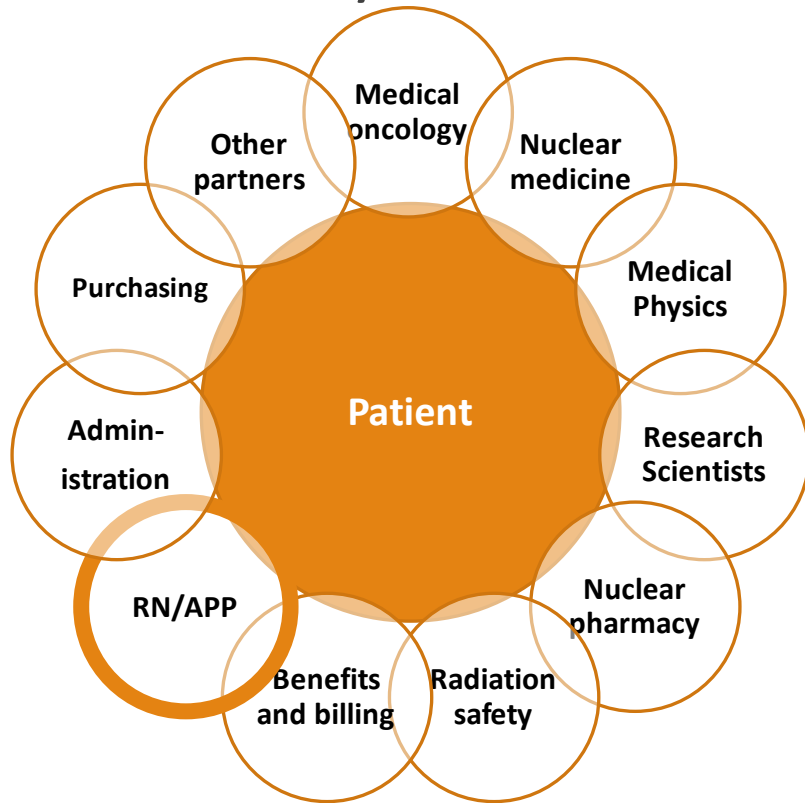 Medical
oncology
Nuclear
medicine
Medical
Physics
Research
Scientists
Nuclear
pharmacy
Radiation
safety
Benefits
and billing
RN/APP
Admin-
istration
Purchasing
Other
partners
Patient